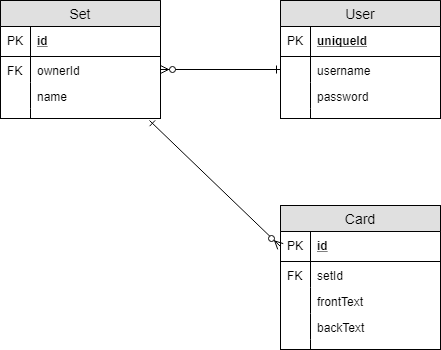 Set
PK id
FK ownerId
name
User
PK uniqueId
username
password
Card
PK id
FK setId
frontText
backText